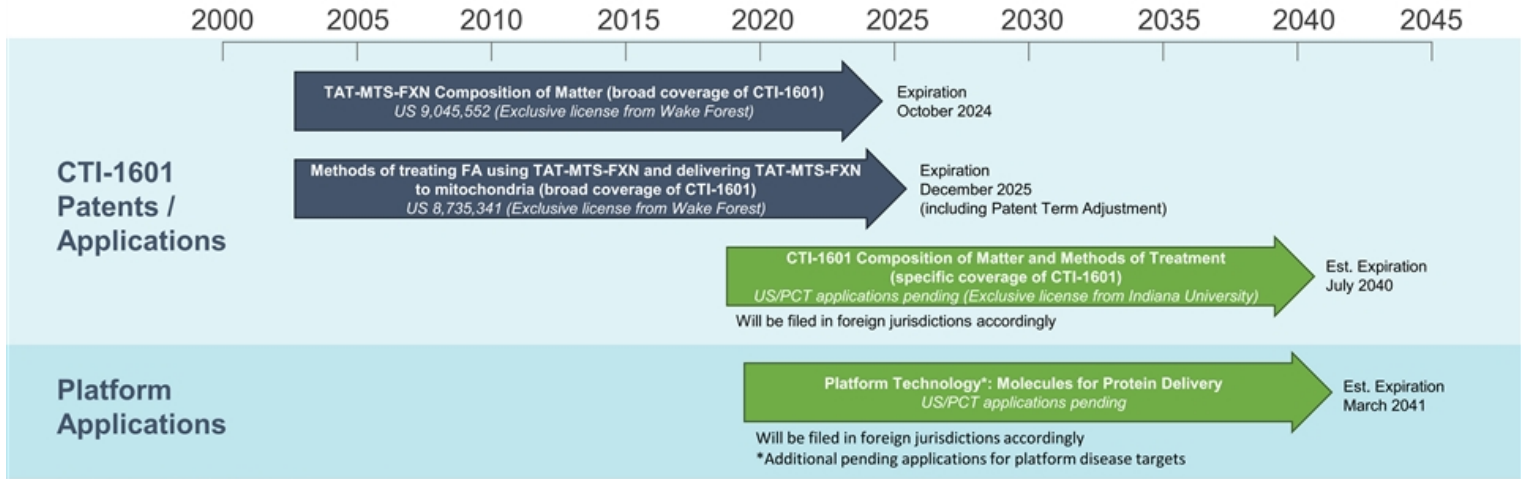 2000 2005 2010 2015 2020 2025 2030 2035 2040 2045
CTI-1601
Patents /
Applications
TAT-MTS-FXN Composition of Matter (broad coverage of CTI-1601)
US 9,045,552 (Exclusive license from Wake Forest)
Expiration
October 2024
Methods of treating FA using TAT-MTS-FXN and delivering TAT-MTS-FXN
to mitochondria (broad coverage of CTI-1601)
US 8,735,341 (Exclusive license from Wake Forest)
Expiration
December 2025
(including Patent Term Adjustment)
CTI-1601 Composition of Matter and Methods of Treatment
(specific coverage of CTI-1601)
US/PCT applications pending (Exclusive license from Indiana University)
Est. Expiration
July 2040
Will be filed in foreign jurisdictions accordingly
Platform
Applications
Platform Technology*: Molecules for Protein Delivery
US/PCT applications pending
Est. Expiration
March 2041
Will be filed in foreign jurisdictions accordingly
*Additional pending applications for platform disease targets